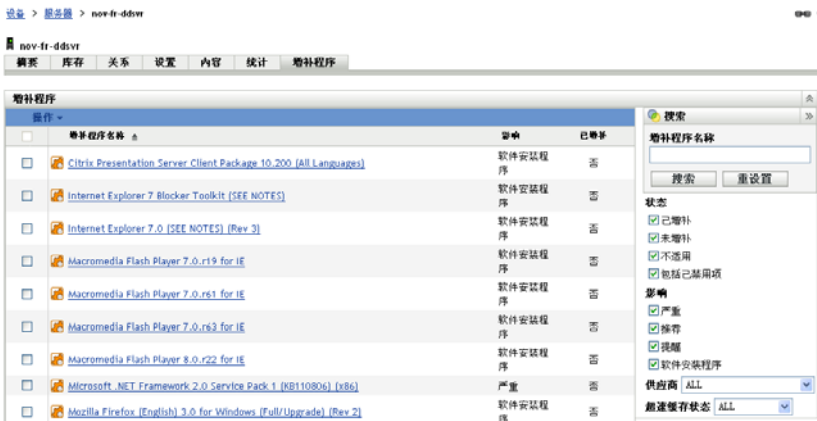 设备 > 服务器 > nov-fr-ddsvr
nov-fr-ddsvr
摘要 库存 关系 设置 内容 统计 增补程序
增补程序
操作
增补程序名称 影响 已增补
Citrix Presentation Server Client Package 10.200 (All Languages) 软件安装程序 否
Internet Explorer 7 Blocker Toolkit (SEE NOTES) 软件安装程序 否
Internet Explorer 7.0 (SEE NOTES) (Rev 3) 软件安装程序 否
Macromedia Flash Player 7.0.r19 for IE 软件安装程序 否
Macromedia Flash Player 7.0.r61 for IE 软件安装程序 否
Macromedia Flash Player 7.0.r63 for IE 软件安装程序 否
Macromedia Flash Player 8.0.r22 for IE 软件安装程序 否
Microsoft .NET Framework 2.0 Service Pack 1 (KB110806) (x86) 严重 否
Mozilla Firefox (English) 3.0 for Windows (Full/Upgrade) (Rev 2) 软件安装程序 否
搜索
增补程序名称
搜索 重设置
状态
已增补
未增补
不适用
包括已禁用项
影响
严重
推荐
提醒
软件安装程序
供应商 ALL
超速缓存状态 ALL